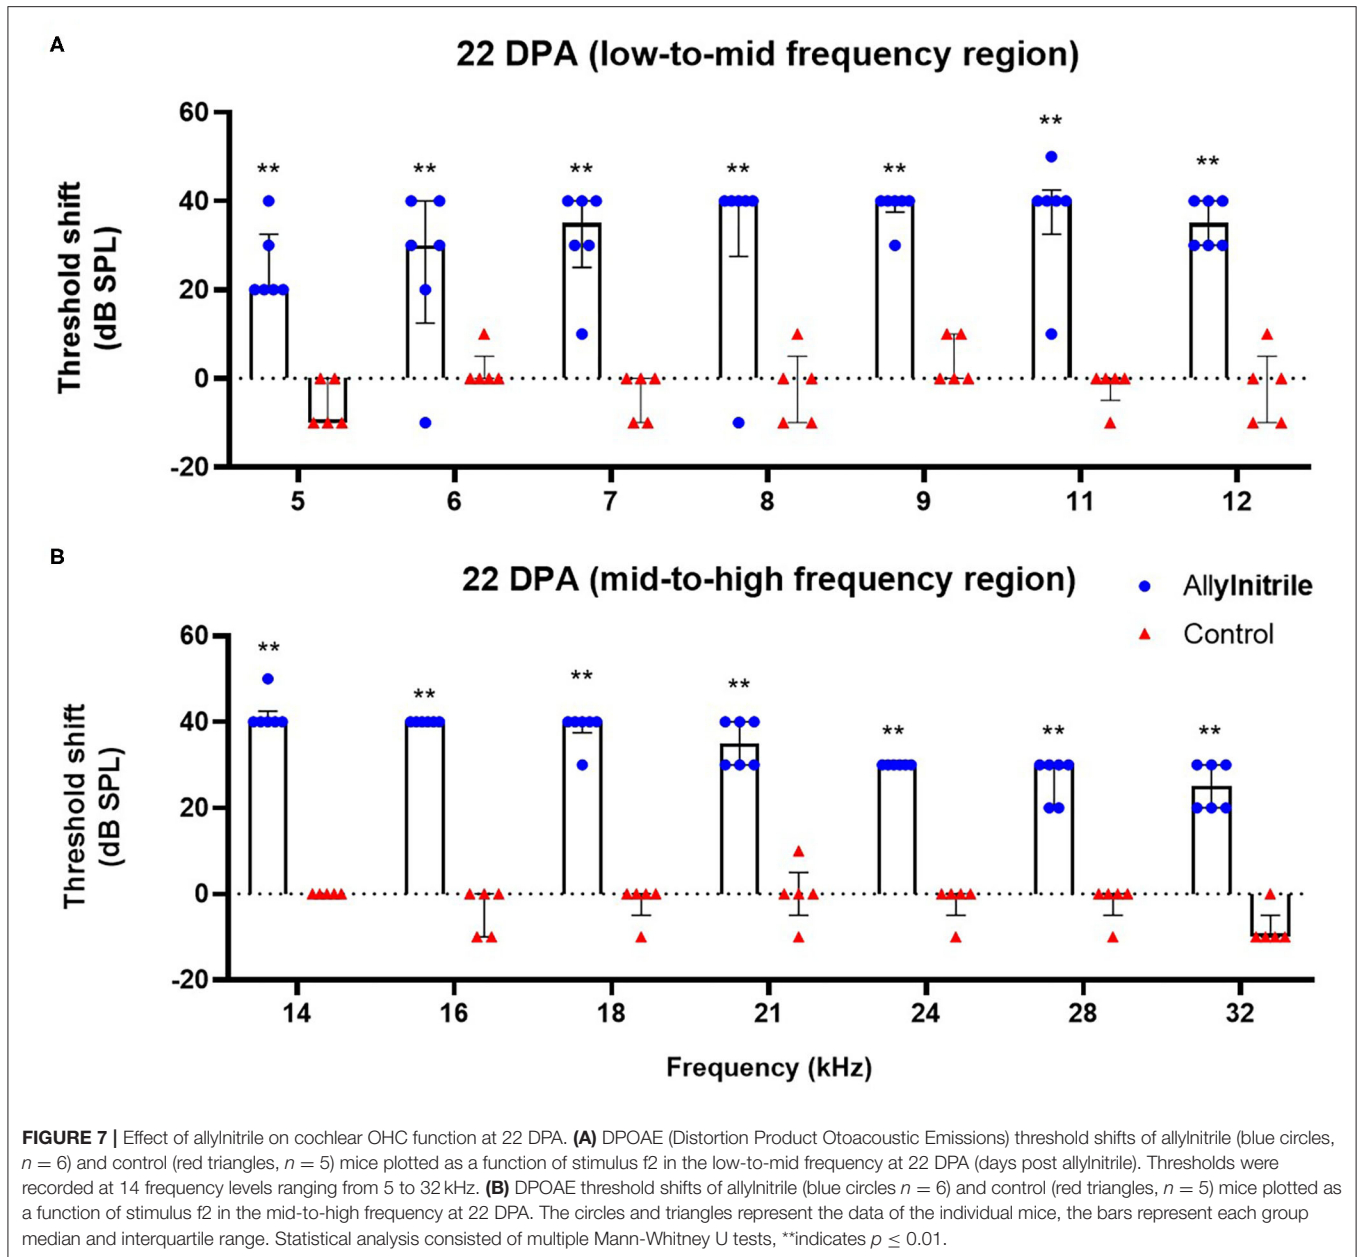 A
22 DPA (low-to-mid frequency region)
Threshold shift
(dB SPL)
60
40
20
0
-20
** ** ** ** ** ** **
5 6 7 8 9 11 12
B
22 DPA (mid-to-high frequency region)
Allylnitrile
Control
Threshold shift
(dB SPL)
60
40
20
0
-20
** ** ** ** ** ** **
14 16 18 21 24 28 32
Frequency (kHz)
FIGURE 7 | Effect of allylnitrile on cochlear OHC function at 22 DPA. (A) DPOAE (Distortion Product Otoacoustic Emissions) threshold shifts of allylnitrile (blue circles,
n = 6) and control (red triangles, n = 5) mice plotted as a function of stimulus f2 in the low-to-mid frequency at 22 DPA (days post allylnitrile). Thresholds were
recorded at 14 frequency levels ranging from 5 to 32 kHz. (B) DPOAE threshold shifts of allylnitrile (blue circles n = 6) and control (red triangles, n = 5) mice plotted as
a function of stimulus f2 in the mid-to-high frequency at 22 DPA. The circles and triangles represent the data of the individual mice, the bars represent each group
median and interquartile range. Statistical analysis consisted of multiple Mann-Whitney U tests, **indicates p ≤ 0.01.